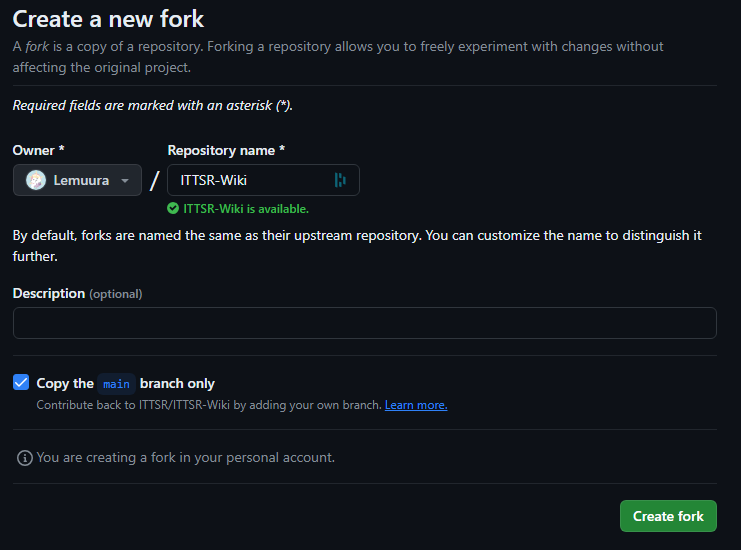 Create a new fork
A fork is a copy of a repository. Forking a repository allows you to freely experiment with changes without
affecting the original project.
Required fields are marked with an asterisk (*).
Owner *
Repository name *
Lemuura
/
ITTSR-Wiki
ITTSR-Wiki is available.
By default, forks are named the same as their upstream repository. You can customize the name to distinguish it
further.
Description (optional)
Copy the main branch only
Contribute back to ITTSR/ITTSR-Wiki by adding your own branch. Learn more.
You are creating a fork in your personal account.
Create fork